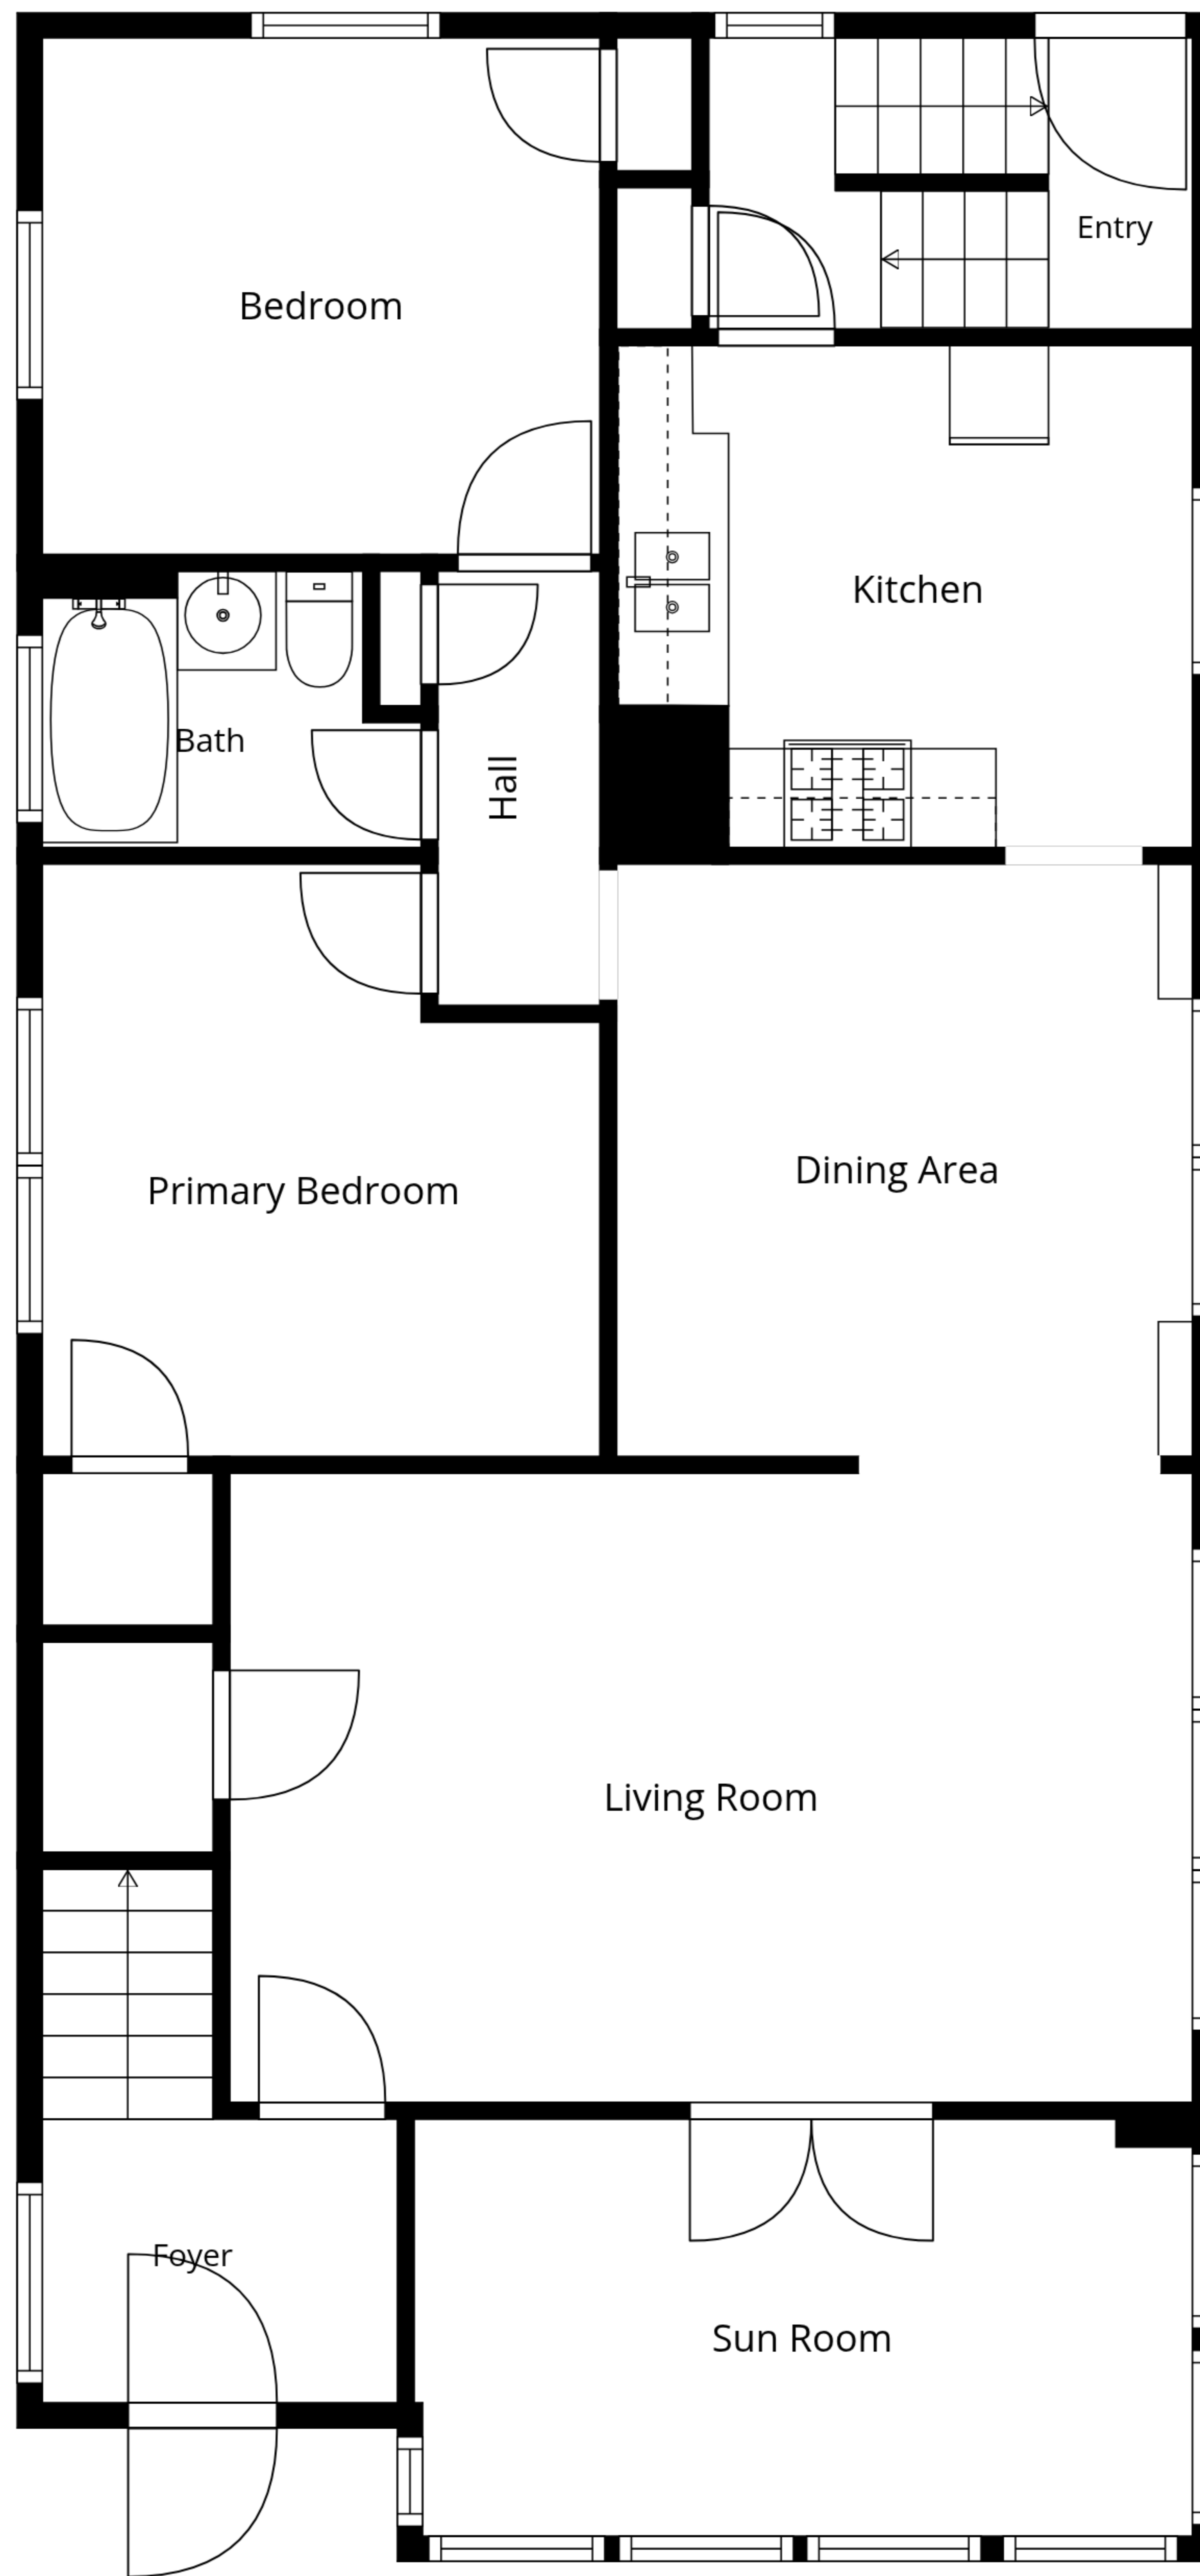 Entry
Bedroom
Kitchen
Bath
Hall
Dining Area
Primary Bedroom
Living Room
Foyer
Sun Room